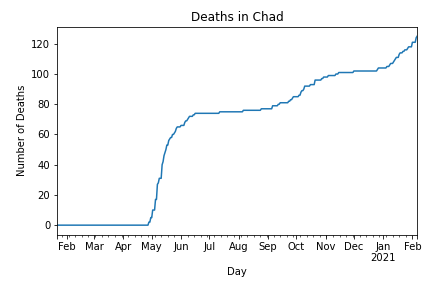 Deaths in Chad
Number of Deaths
120
100
80
60
40
20
0
Feb Mar Apr May Jun Jul Aug Sep Oct Nov Dec Jan Feb
2021
Day